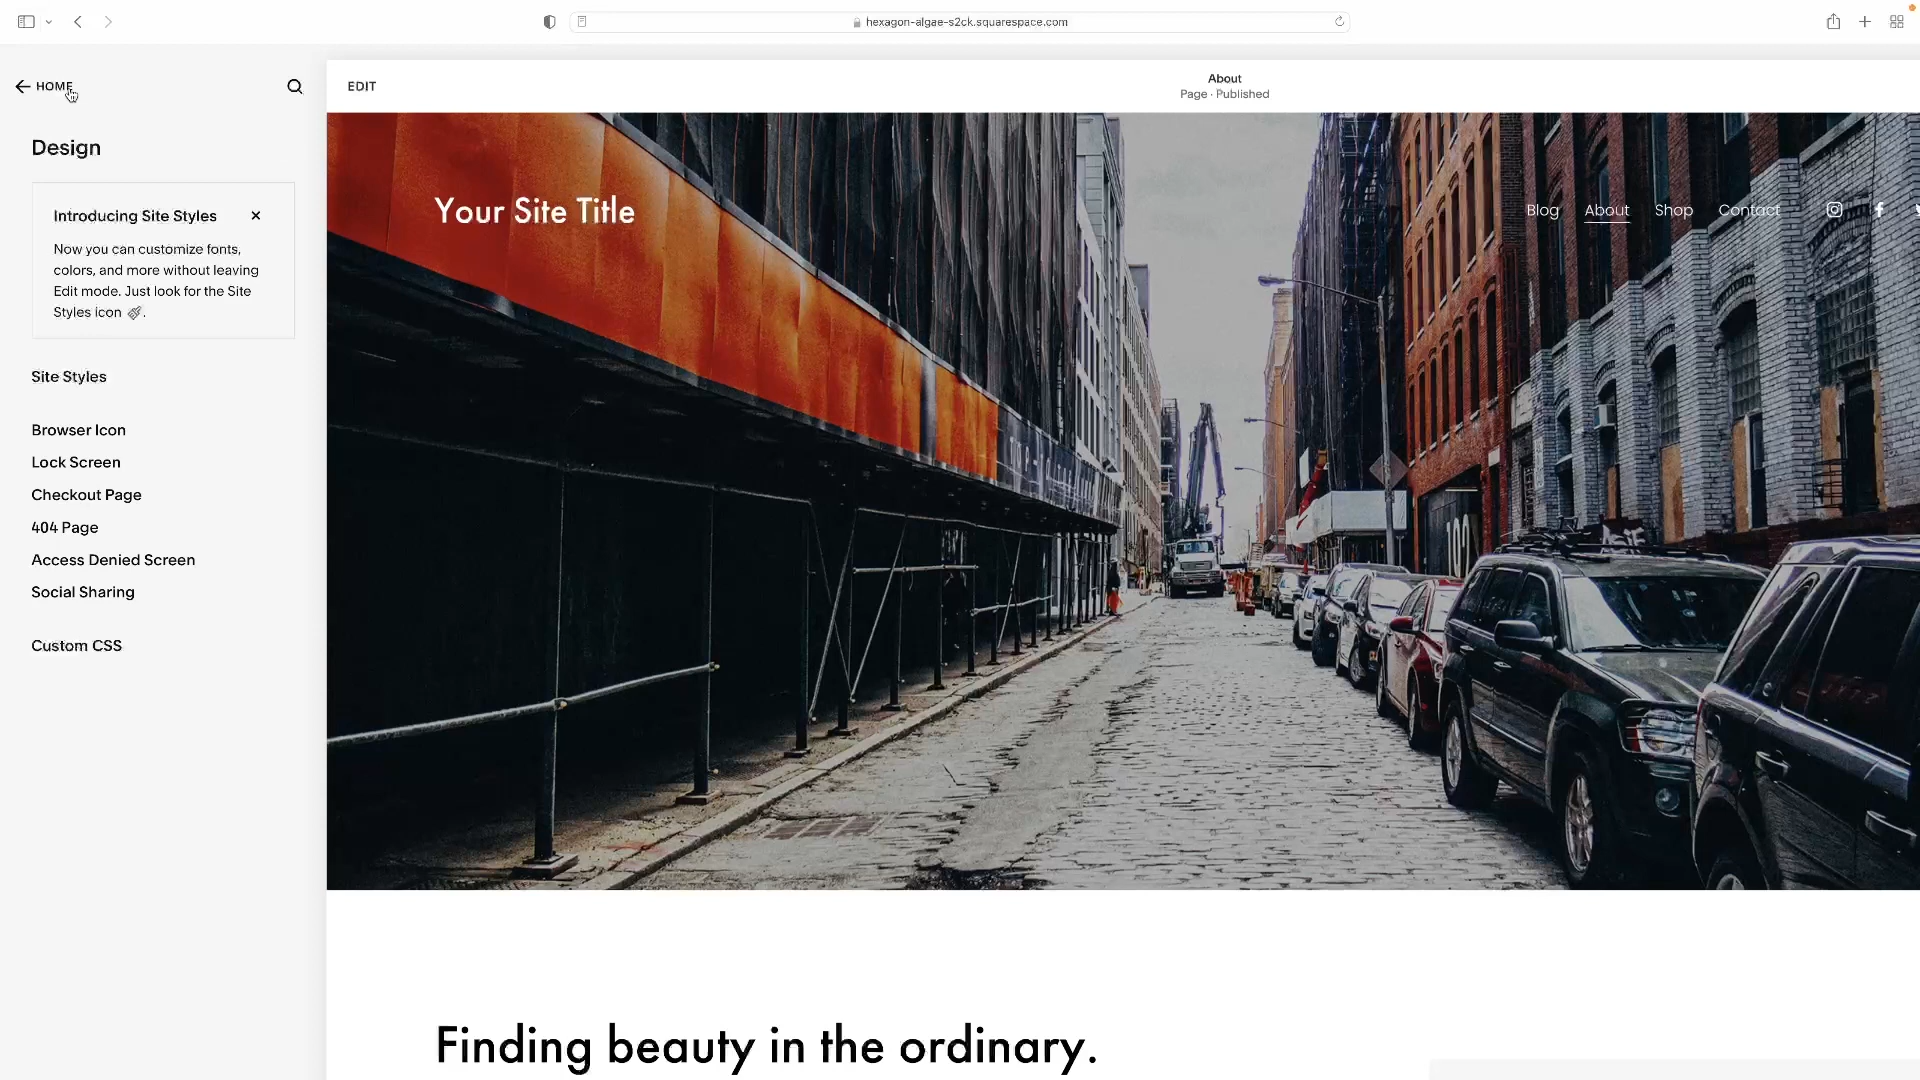 hexagon-algae-s2ck.squarespace.com
HOME
EDIT
About
Page · Published
Design
Introducing Site Styles
Now you can customize fonts,
colors, and more without leaving
Edit mode. Just look for the Site
Styles icon
Site Styles
Browser Icon
Lock Screen
Checkout Page
404 Page
Access Denied Screen
Social Sharing
Custom CSS
Your Site Title
Blog About Shop Contact
102
Finding beauty in the ordinary.